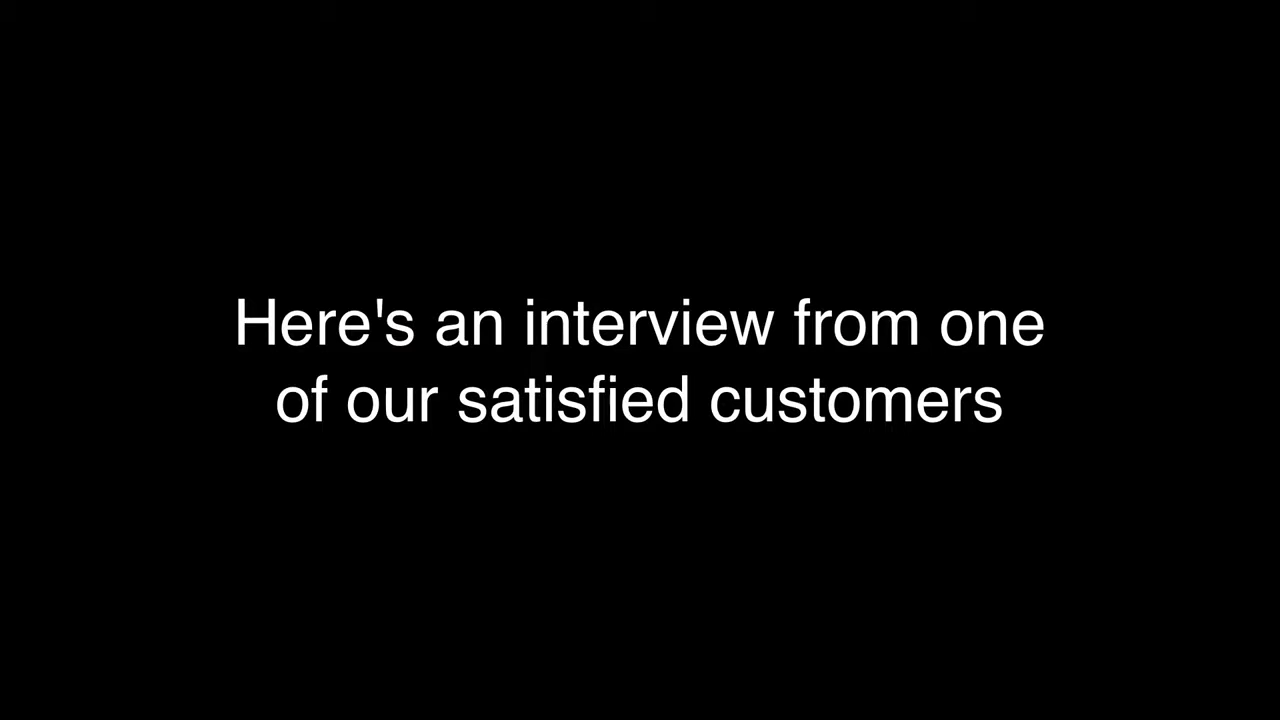 Here's an interview from one
of our satisfied customers